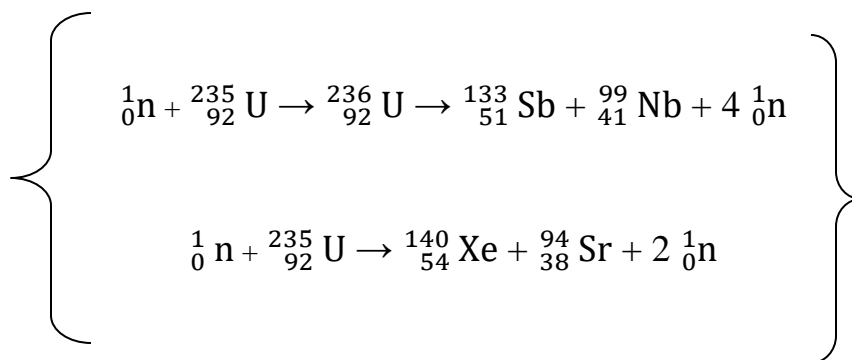 ¹₀n + ²³⁵₉₂U → ²³⁶₉₂U → ¹³³₅₁Sb + ⁹⁹₄₁Nb + 4 ¹₀n
¹₀n + ²³⁵₉₂U → ¹⁴⁰₅₄Xe + ⁹⁴₃₈Sr + 2 ¹₀n